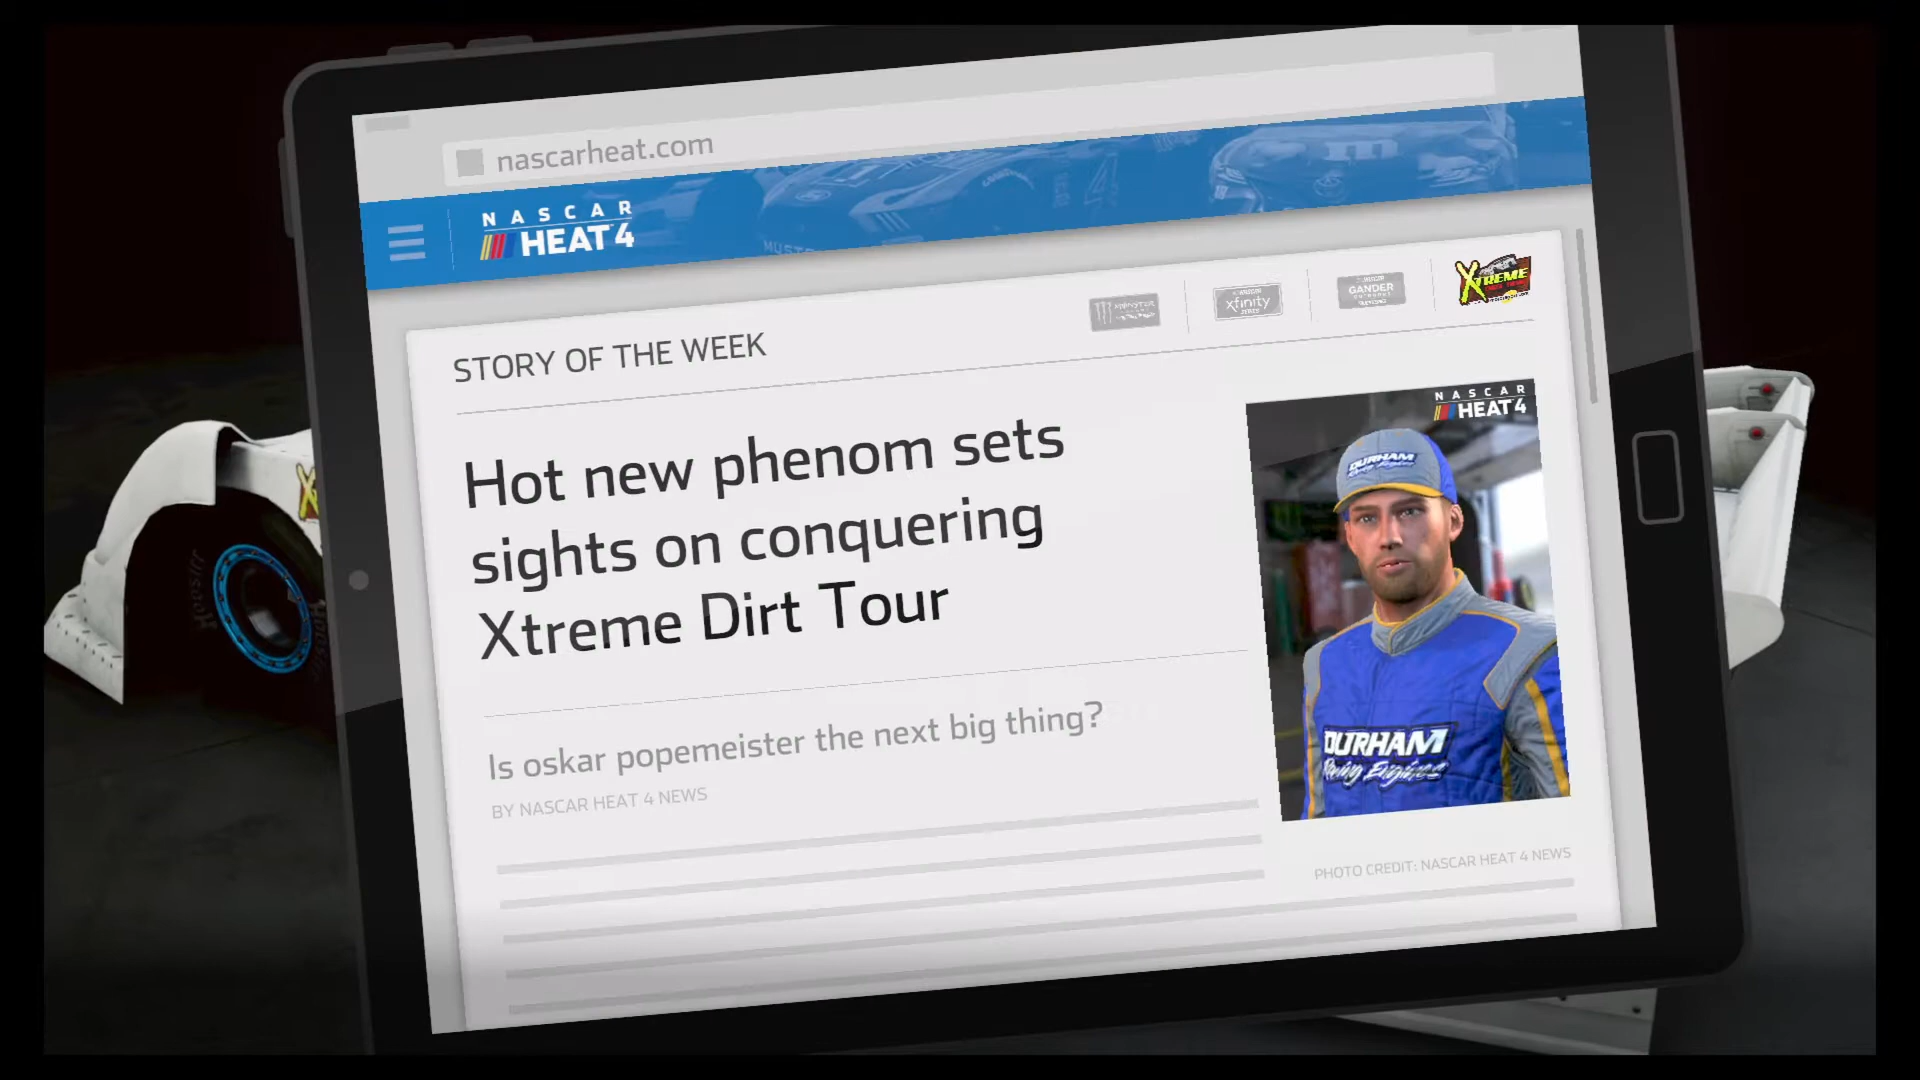 nascarheat.com
NASCAR
HEAT 4
xfinity
GANDER
XTREME
STORY OF THE WEEK
NASCAR
HEAT 4
Hot new phenom sets
sights on conquering
Xtreme Dirt Tour
DURHAM
Is oskar popemeister the next big thing?
BY NASCAR HEAT 4 NEWS
DURHAM
Racing Engines
PHOTO CREDIT: NASCAR HEAT 4 NEWS